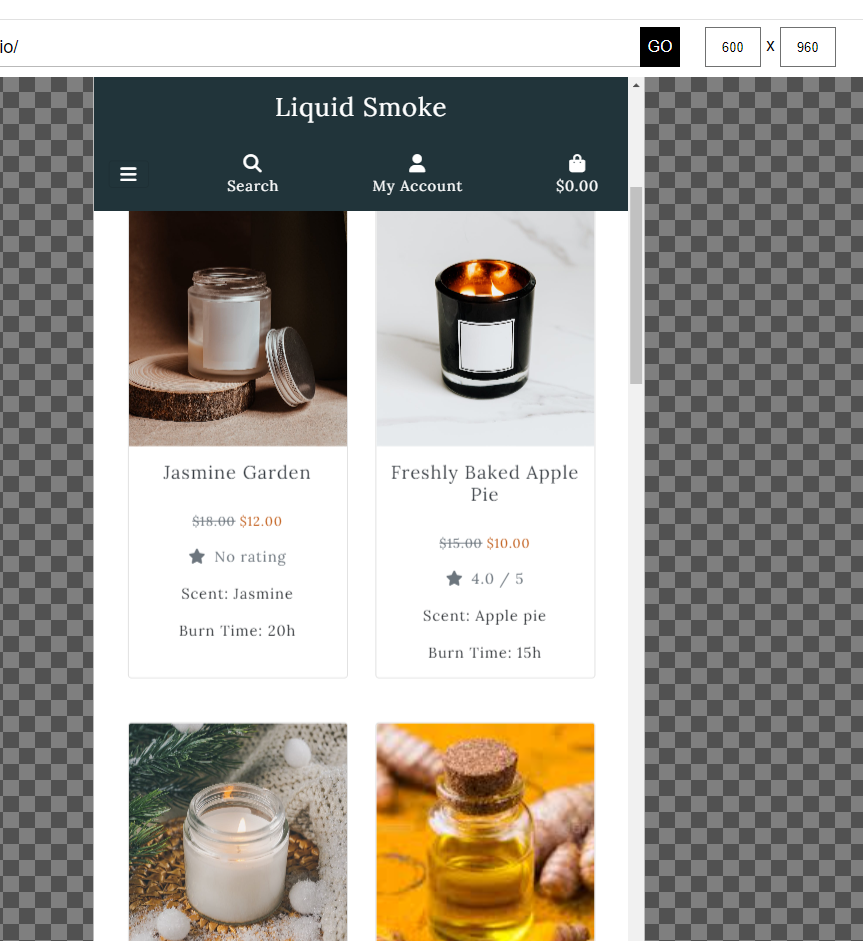 io/
GO
600
x
960
Liquid Smoke
Search
My Account
$0.00
Jasmine Garden
$18.00 $12.00
No rating
Scent: Jasmine
Burn Time: 20h
Freshly Baked Apple
Pie
$15.00 $10.00
4.0 / 5
Scent: Apple pie
Burn Time: 15h